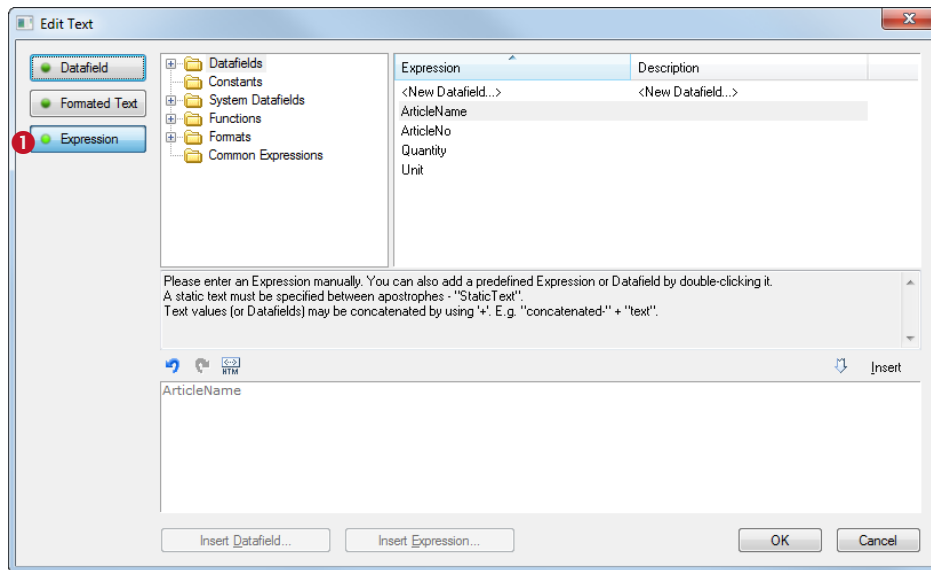 Edit Text
Datafield
Formated Text
1
Expression
Datafields
Constants
System Datafields
Functions
Formats
Common Expressions
Expression Description
<New Datafield...> <New Datafield...>
ArticleName
ArticleNo
Quantity
Unit
Please enter an Expression manually. You can also add a predefined Expression or Datafield by double-clicking it.
A static text must be specified between apostrophes - "StaticText".
Text values (or Datafields) may be concatenated by using '+'. E.g. "concatenated-" + "text".
HTM Insert
ArticleName
Insert Datafield... Insert Expression... OK Cancel